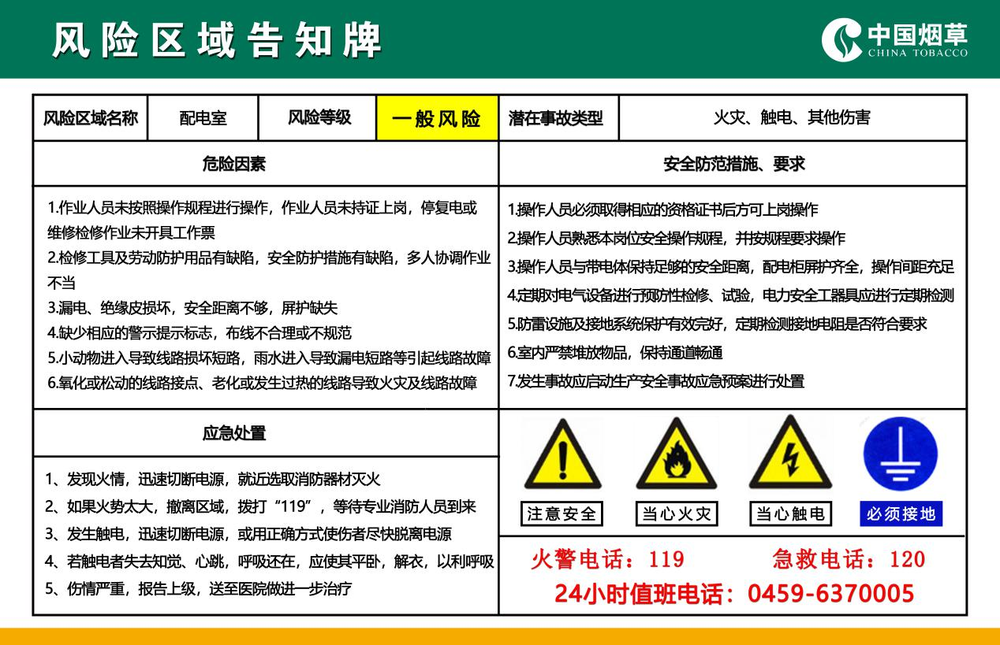 风险区域告知牌
中国烟草
CHINA TOBACCO
风险区域名称 配电室 风险等级 一般风险 潜在事故类型 火灾、触电、其他伤害
危险因素
1.作业人员未按照操作规程进行操作，作业人员未持证上岗，停复电或
维修检修作业未开具工作票
2.检修工具及劳动防护用品有缺陷，安全防护措施有缺陷，多人协调作业
不当
3.漏电、绝缘皮损坏，安全距离不够，屏护缺失
4.缺少相应的警示提示标志，布线不合理或不规范
5.小动物进入导致线路损坏短路，雨水进入导致漏电短路等引起线路故障
6.氧化或松动的线路接点、老化或发生过热的线路导致火灾及线路故障
安全防范措施、要求
1.操作人员必须取得相应的资格证书后方可上岗操作
2.操作人员熟悉本岗位安全操作规程，并按规程要求操作
3.操作人员与带电体保持足够的安全距离，配电柜屏护齐全，操作间距充足
4.定期对电气设备进行预防性检修、试验，电力安全工器具应进行定期检测
5.防雷设施及接地系统保护有效完好，定期检测接地电阻是否符合要求
6.室内严禁堆放物品，保持通道畅通
7.发生事故应启动生产安全事故应急预案进行处置
应急处置
1、发现火情，迅速切断电源，就近选取消防器材灭火
2、如果火势太大，撤离区域，拨打“119”，等待专业消防人员到来
3、发生触电，迅速切断电源，或用正确方式使伤者尽快脱离电源
4、若触电者失去知觉、心跳，呼吸还在，应使其平卧，解衣，以利呼吸
5、伤情严重，报告上级，送至医院做进一步治疗
注意安全 当心火灾 当心触电 必须接地
火警电话：119 急救电话：120
24小时值班电话：0459-6370005